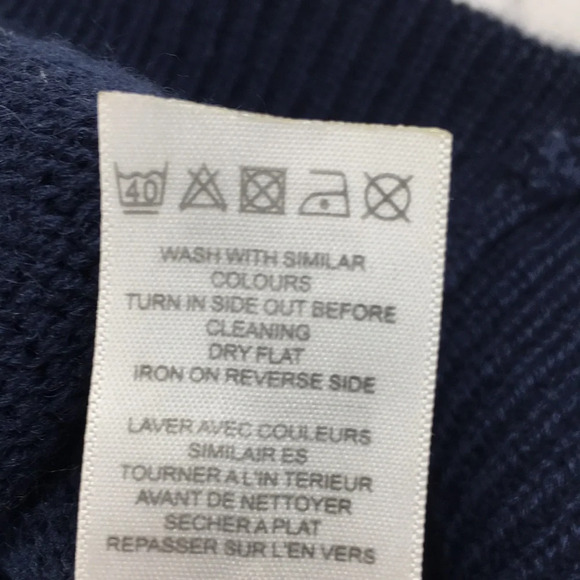 40
WASH WITH SIMILAR
COLOURS
TURN IN SIDE OUT BEFORE
CLEANING
DRY FLAT
IRON ON REVERSE SIDE
LAVER AVEC COULEURS
SIMILAIR ES
TOURNER A L'IN TERIEUR
AVANT DE NETTOYER
SECHER A PLAT
REPASSER SUR L'EN VERS